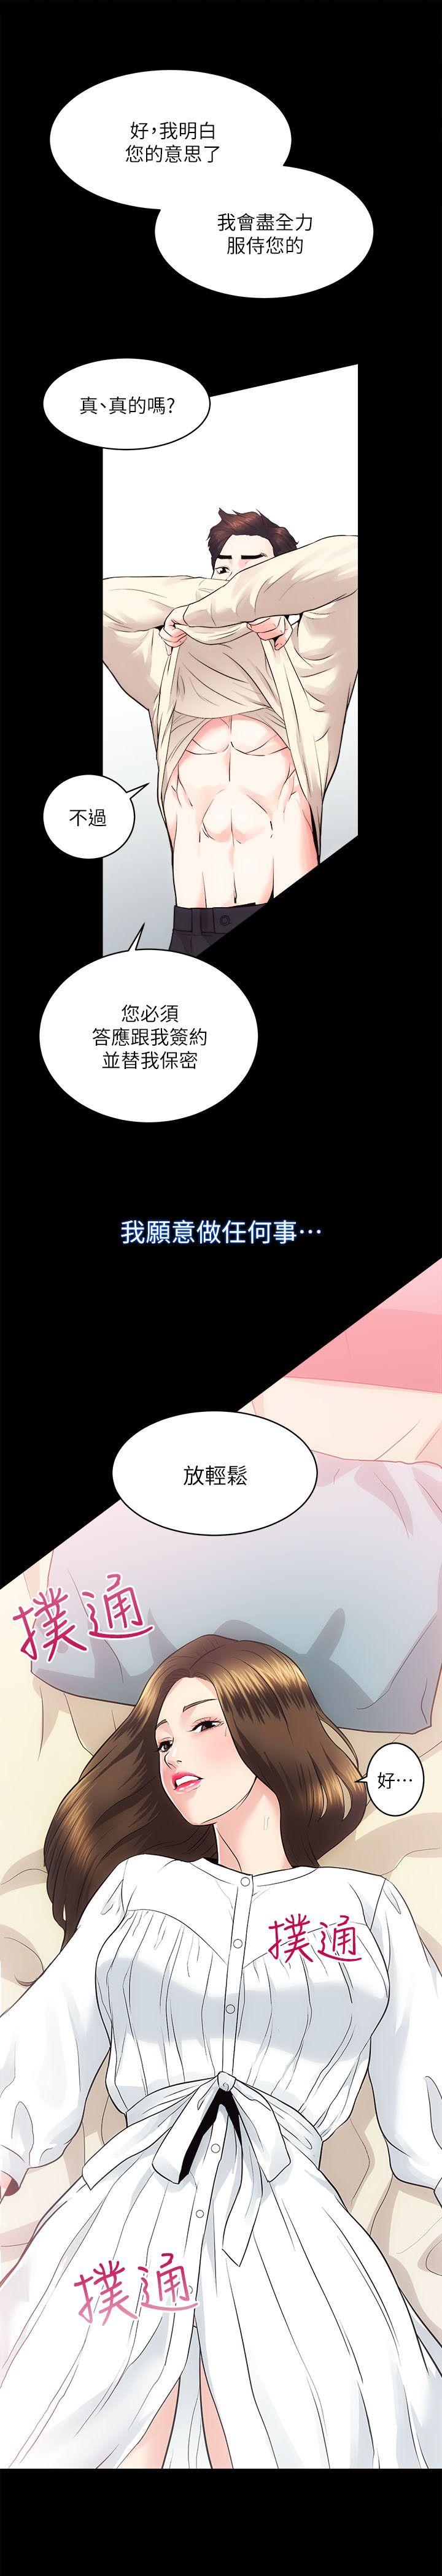 好,我明白
您的意思了
我會盡全力
服侍您的
真、真的嗎?
不過
您必須
答應跟我簽約
並替我保密
我願意做任何事…
放輕鬆
撲通
好…
撲通
撲通